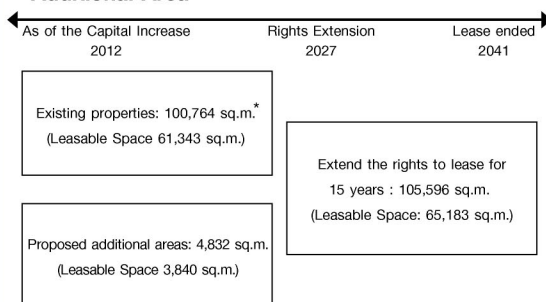 As of the Capital Increase
2012
Rights Extension
2027
Lease ended
2041
Existing properties: 100,764 sq.m.*
(Leasable Space 61,343 sq.m.)
Extend the rights to lease for
15 years : 105,596 sq.m.
(Leasable Space: 65,183 sq.m.)
Proposed additional areas: 4,832 sq.m.
(Leasable Space 3,840 sq.m.)